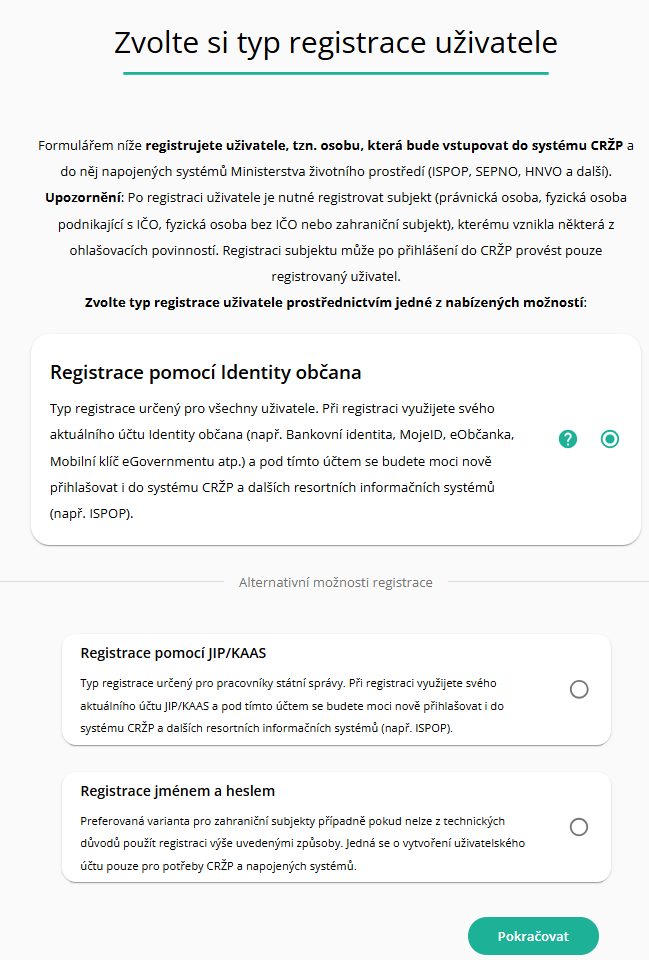 Zvolte si typ registrace uživatele
Formulářem níže registrujete uživatele, tzn. osobu, která bude vstupovat do systému CRŽP a
do něj napojených systémů Ministerstva životního prostředí (ISPOP, SEPNO, HNVO a další).
Upozornění: Po registraci uživatele je nutné registrovat subjekt (právnická osoba, fyzická osoba
podnikající s IČO, fyzická osoba bez IČO nebo zahraniční subjekt), kterému vznikla některá z
ohlašovacích povinností. Registraci subjektu může po přihlášení do CRŽP provést pouze
registrovaný uživatel.
Zvolte typ registrace uživatele prostřednictvím jedné z nabízených možností:
Registrace pomocí Identity občana
Typ registrace určený pro všechny uživatele. Při registraci využijete svého
aktuálního účtu Identity občana (např. Bankovní identita, MojeID, eObčanka,
Mobilní klíč eGovernmentu atp.) a pod tímto účtem se budete moci nově
přihlašovat i do systému CRŽP a dalších resortních informačních systémů
(např. ISPOP).
?
Alternativní možnosti registrace
Registrace pomocí JIP/KAAS
Typ registrace určený pro pracovníky státní správy. Při registraci využijete svého
aktuálního účtu JIP/KAAS a pod tímto účtem se budete moci nově přihlašovat i do
systému CRŽP a dalších resortních informačních systémů (např. ISPOP).
Registrace jménem a heslem
Preferovaná varianta pro zahraniční subjekty případně pokud nelze z technických
důvodů použít registraci výše uvedenými způsoby. Jedná se o vytvoření uživatelského
účtu pouze pro potřeby CRŽP a napojených systémů.
Pokračovat